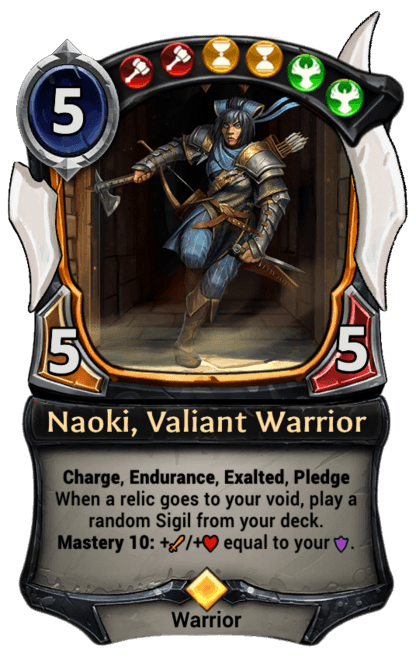 5
5
5
Naoki, Valiant Warrior
Charge, Endurance, Exalted, Pledge
When a relic goes to your void, play a
random Sigil from your deck.
Mastery 10: +/+ equal to your .
Warrior